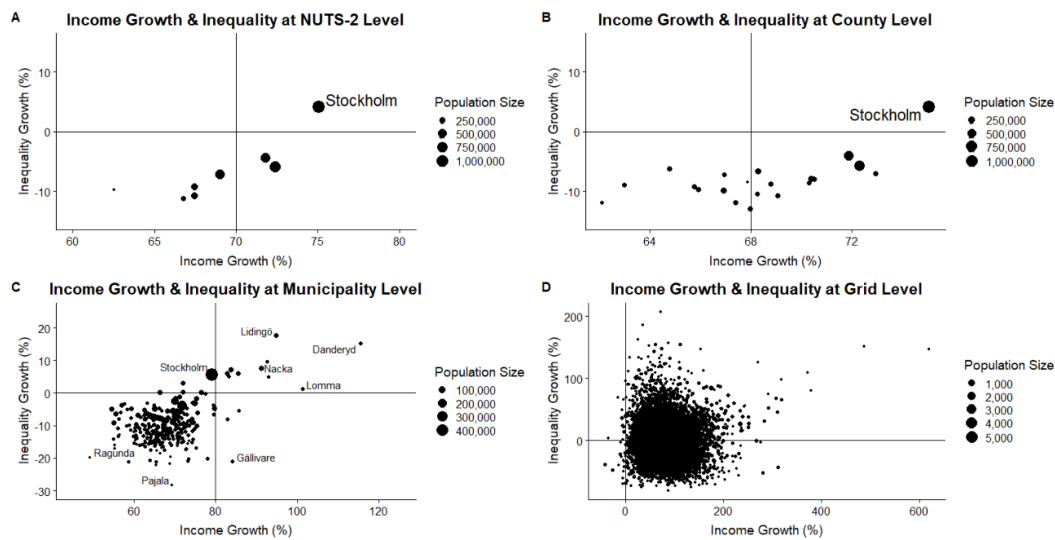 A
Income Growth & Inequality at NUTS-2 Level
Inequality Growth (%)
10
0
-10
Stockholm
60 65 70 75 80
Income Growth (%)
Population Size
250,000
500,000
750,000
1,000,000
B
Income Growth & Inequality at County Level
Inequality Growth (%)
10
0
-10
Stockholm
64 68 72
Income Growth (%)
Population Size
250,000
500,000
750,000
1,000,000
C
Income Growth & Inequality at Municipality Level
Inequality Growth (%)
20
10
0
-10
-20
-30
Lidingö
Danderyd
Stockholm
Nacka
Lomma
Ragunda
Gällivare
Pajala
60 80 100 120
Income Growth (%)
Population Size
100,000
200,000
300,000
400,000
D
Income Growth & Inequality at Grid Level
Inequality Growth (%)
200
100
0
0 200 400 600
Income Growth (%)
Population Size
1,000
2,000
3,000
4,000
5,000